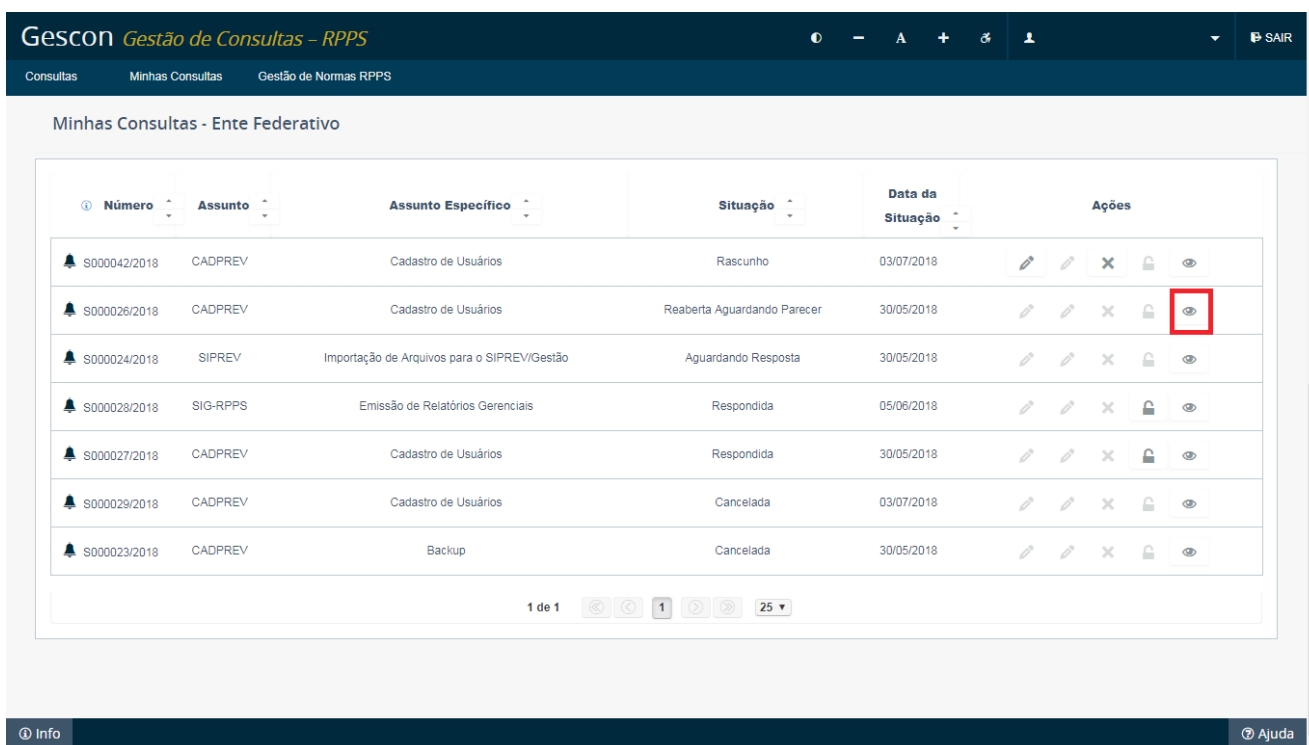 Gescon Gestão de Consultas – RPPS A SAIR
Consultas Minhas Consultas Gestão de Normas RPPS
Minhas Consultas - Ente Federativo
Número Assunto Assunto Específico Situação Data da Situação Ações
S000042/2018 CADPREV Cadastro de Usuários Rascunho 03/07/2018
S000026/2018 CADPREV Cadastro de Usuários Reaberta Aguardando Parecer 30/05/2018
S000024/2018 SIPREV Importação de Arquivos para o SIPREV/Gestão Aguardando Resposta 30/05/2018
S000028/2018 SIG-RPPS Emissão de Relatórios Gerenciais Respondida 05/06/2018
S000027/2018 CADPREV Cadastro de Usuários Respondida 30/05/2018
S000029/2018 CADPREV Cadastro de Usuários Cancelada 03/07/2018
S000023/2018 CADPREV Backup Cancelada 30/05/2018
1 de 1 1 25
Info Ajuda